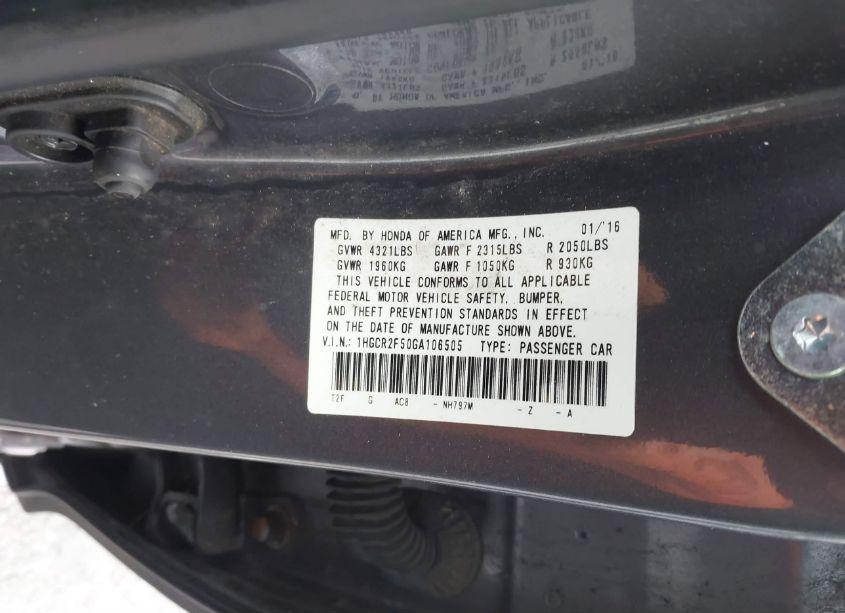 MFD. BY HONDA OF AMERICA MFG., INC. 01/'16
GVWR 4321LBS GAWR F 2315LBS R 2050LBS
GVWR 1960KG GAWR F 1050KG R 930KG
THIS VEHICLE CONFORMS TO ALL APPLICABLE
FEDERAL MOTOR VEHICLE SAFETY, BUMPER,
AND THEFT PREVENTION STANDARDS IN EFFECT
ON THE DATE OF MANUFACTURE SHOWN ABOVE.
V.I.N.: 1HGCR2F50GA106505 TYPE: PASSENGER CAR
T2F G AC8 - NH797M - Z - A